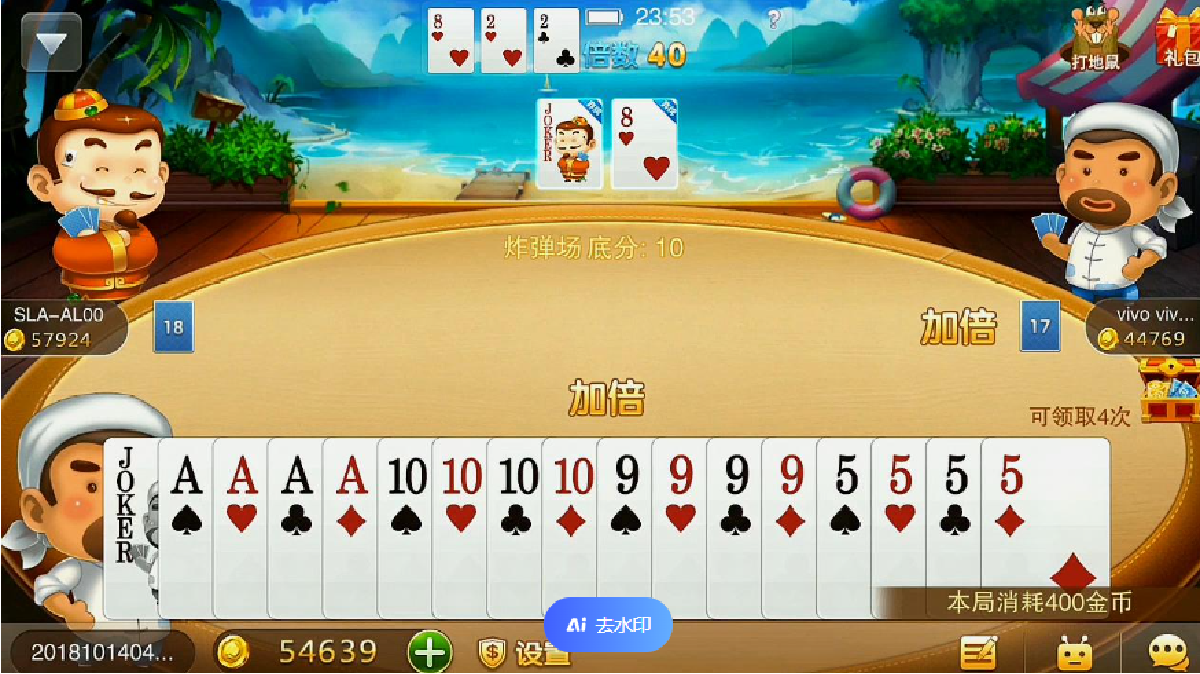 8 2 2 23:53 ?
倍数 40
打地鼠
礼包
JOKER 8
炸弹场 底分: 10
SLA-AL00
57924
18
加倍
17
vivo viv...
44769
加倍
可领取4次
JOKER A A A A 10 10 10 10 9 9 9 9 5 5 5 5
本局消耗400金币
2018101404...
54639
设置
Ai 去水印